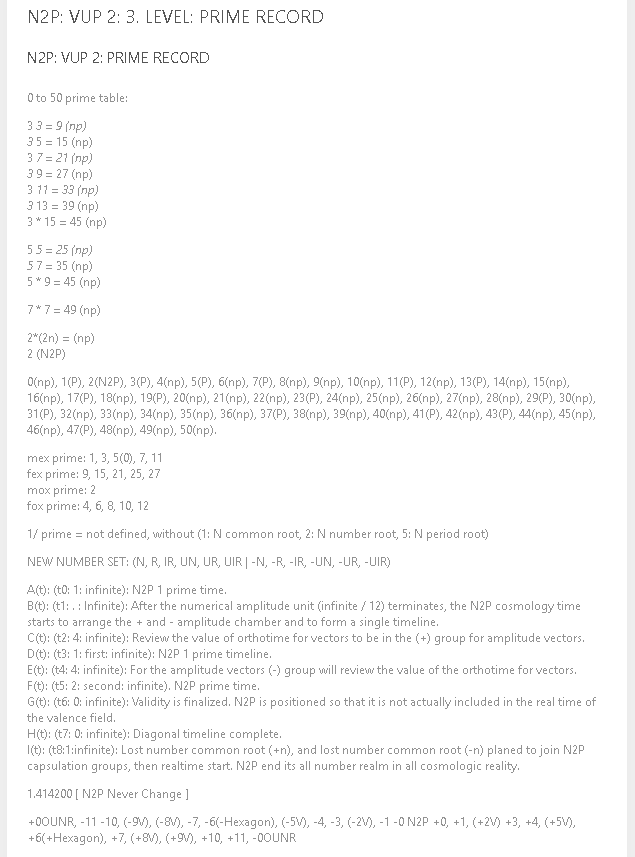 N2P: VUP 2: 3. LEVEL: PRIME RECORD
N2P: VUP 2: PRIME RECORD
0 to 50 prime table:
3 3 = 9 (np)
3 5 = 15 (np)
3 7 = 21 (np)
3 9 = 27 (np)
3 11 = 33 (np)
3 13 = 39 (np)
3 * 15 = 45 (np)
5 5 = 25 (np)
5 7 = 35 (np)
5 * 9 = 45 (np)
7 * 7 = 49 (np)
2*(2n) = (np)
2 (N2P)
0(np), 1(P), 2(N2P), 3(P), 4(np), 5(P), 6(np), 7(P), 8(np), 9(np), 10(np), 11(P), 12(np), 13(P), 14(np), 15(np),
16(np), 17(P), 18(np), 19(P), 20(np), 21(np), 22(np), 23(P), 24(np), 25(np), 26(np), 27(np), 28(np), 29(P), 30(np),
31(P), 32(np), 33(np), 34(np), 35(np), 36(np), 37(P), 38(np), 39(np), 40(np), 41(P), 42(np), 43(P), 44(np), 45(np),
46(np), 47(P), 48(np), 49(np), 50(np).
mex prime: 1, 3, 5(0), 7, 11
fex prime: 9, 15, 21, 25, 27
mox prime: 2
fox prime: 4, 6, 8, 10, 12
1/ prime = not defined, without (1: N common root, 2: N number root, 5: N period root)
NEW NUMBER SET: (N, R, IR, UN, UR, UIR | -N, -R, -IR, -UN, -UR, -UIR)
A(t): (t0: 1: infinite): N2P 1 prime time.
B(t): (t1: . : Infinite): After the numerical amplitude unit (infinite / 12) terminates, the N2P cosmology time
starts to arrange the + and - amplitude chamber and to form a single timeline.
C(t): (t2: 4: infinite): Review the value of orthotime for vectors to be in the (+) group for amplitude vectors.
D(t): (t3: 1: first: infinite): N2P 1 prime timeline.
E(t): (t4: 4: infinite): For the amplitude vectors (-) group will review the value of the orthotime for vectors.
F(t): (t5: 2: second: infinite). N2P prime time.
G(t): (t6: 0: infinite): Validity is finalized. N2P is positioned so that it is not actually included in the real time of
the valence field.
H(t): (t7: 0: infinite): Diagonal timeline complete.
I(t): (t8:1:infinite): Lost number common root (+n), and lost number common root (-n) planed to join N2P
capsulation groups, then realtime start. N2P end its all number realm in all cosmologic reality.
1.414200 [ N2P Never Change ]
+0OUNR, -11 -10, (-9V), (-8V), -7, -6(-Hexagon), (-5V), -4, -3, (-2V), -1 -0 N2P +0, +1, (+2V) +3, +4, (+5V),
+6(+Hexagon), +7, (+8V), (+9V), +10, +11, -0OUNR